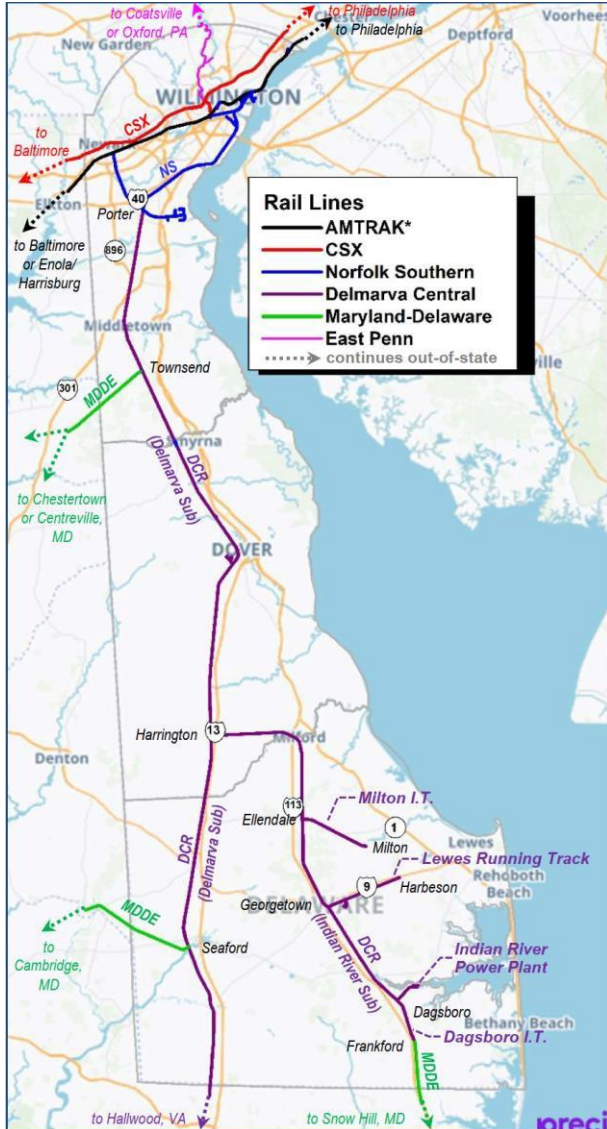 to Coatsville
or Oxford, PA
to Philadelphia
to Philadelphia
Chester
Voorhees
New Garden
Deptford
WILMINGTON
CSX
to
Baltimore
Newark
NS
Elkton
40
Porter
to Baltimore
or Enola/
Harrisburg
896
Rail Lines
AMTRAK*
CSX
Norfolk Southern
Delmarva Central
Maryland-Delaware
East Penn
continues out-of-state
Middletown
Townsend
301
MDDE
Smyrna
DCR
(Delmarva Sub)
to Chestertown
or Centreville,
MD
DOVER
Harrington
13
Milford
Denton
113
Milton I.T.
Ellendale
1
Milton
Lewes
DCR
(Delmarva Sub)
Lewes Running Track
Rehoboth
Beach
9
Harbeson
Georgetown
DELAWARE
MDDE
DCR
(Indian River Sub)
to
Cambridge,
MD
Seaford
Indian River
Power Plant
Dagsboro
Bethany Beach
Dagsboro I.T.
Frankford
MDDE
to Hallwood, VA
to Snow Hill, MD